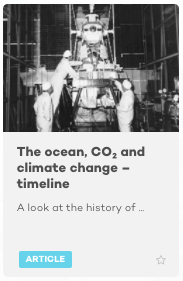 The ocean, CO₂ and
climate change –
timeline
A look at the history of ...
ARTICLE